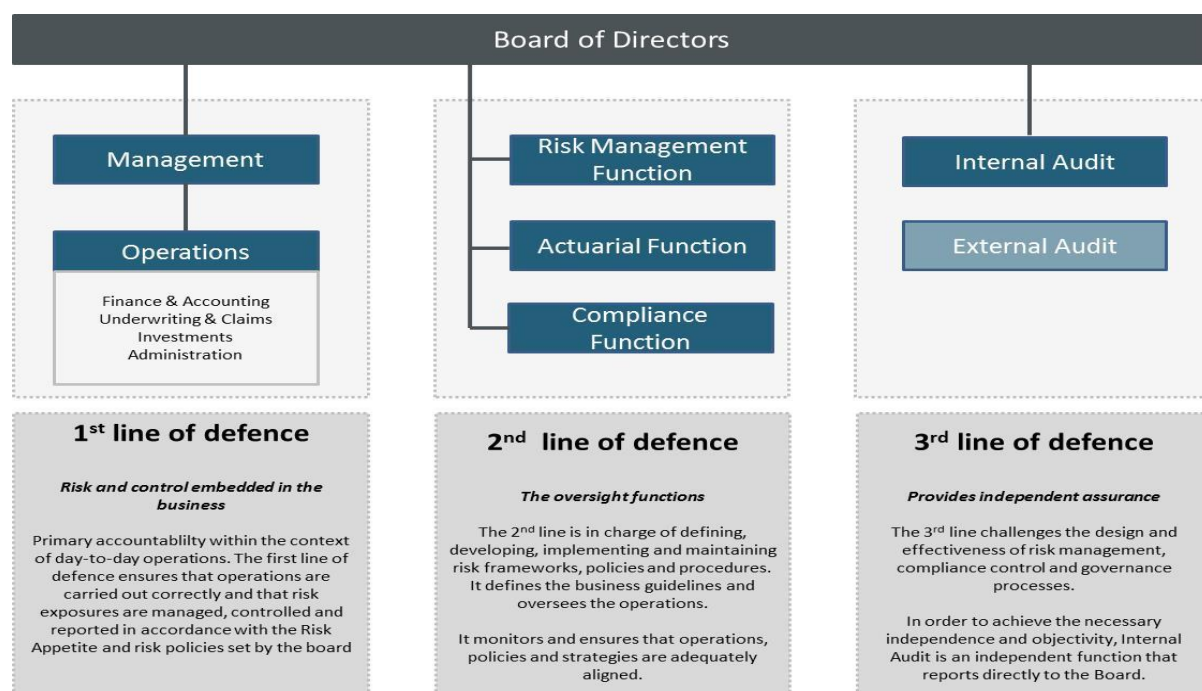 Board of Directors
Management
Operations
Finance & Accounting
Underwriting & Claims
Investments
Administration
Risk Management
Function
Actuarial Function
Compliance
Function
Internal Audit
External Audit
1st line of defence
Risk and control embedded in the
business
Primary accountablilty within the context
of day-to-day operations. The first line of
defence ensures that operations are
carried out correctly and that risk
exposures are managed, controlled and
reported in accordance with the Risk
Appetite and risk policies set by the board
2nd line of defence
The oversight functions
The 2nd line is in charge of defining,
developing, implementing and maintaining
risk frameworks, policies and procedures.
It defines the business guidelines and
oversees the operations.
It monitors and ensures that operations,
policies and strategies are adequately
aligned.
3rd line of defence
Provides independent assurance
The 3rd line challenges the design and
effectiveness of risk management,
compliance control and governance
processes.
In order to achieve the necessary
independence and objectivity, Internal
Audit is an independent function that
reports directly to the Board.